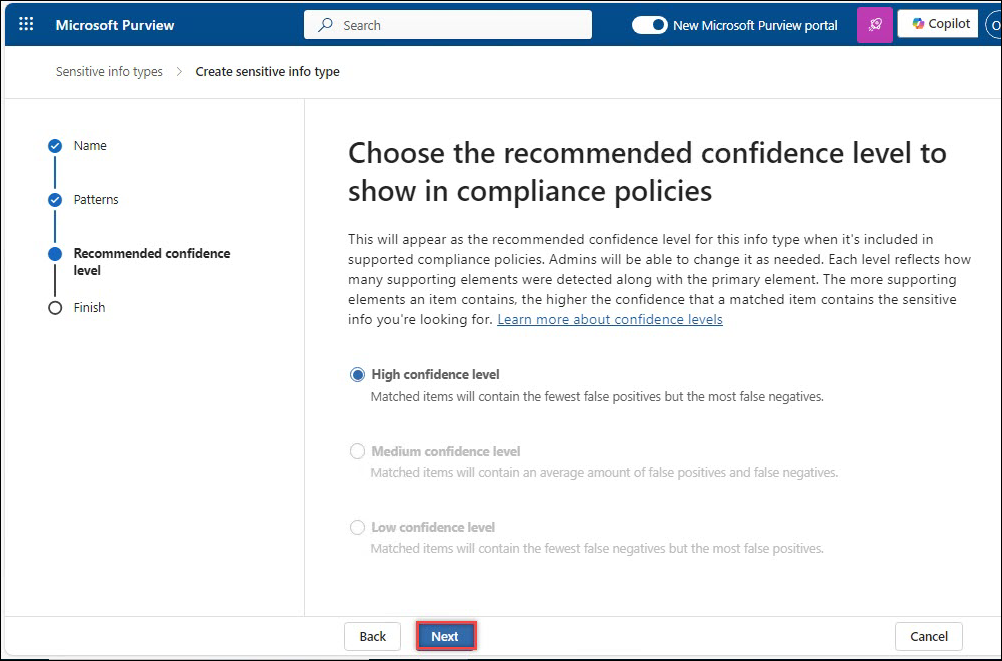 Microsoft Purview
Search
New Microsoft Purview portal
Copilot
O
Sensitive info types > Create sensitive info type
Name
Patterns
Recommended confidence
level
Finish
Choose the recommended confidence level to
show in compliance policies
This will appear as the recommended confidence level for this info type when it's included in
supported compliance policies. Admins will be able to change it as needed. Each level reflects how
many supporting elements were detected along with the primary element. The more supporting
elements an item contains, the higher the confidence that a matched item contains the sensitive
info you're looking for. Learn more about confidence levels
High confidence level
Matched items will contain the fewest false positives but the most false negatives.
Medium confidence level
Matched items will contain an average amount of false positives and false negatives.
Low confidence level
Matched items will contain the fewest false negatives but the most false positives.
Back
Next
Cancel